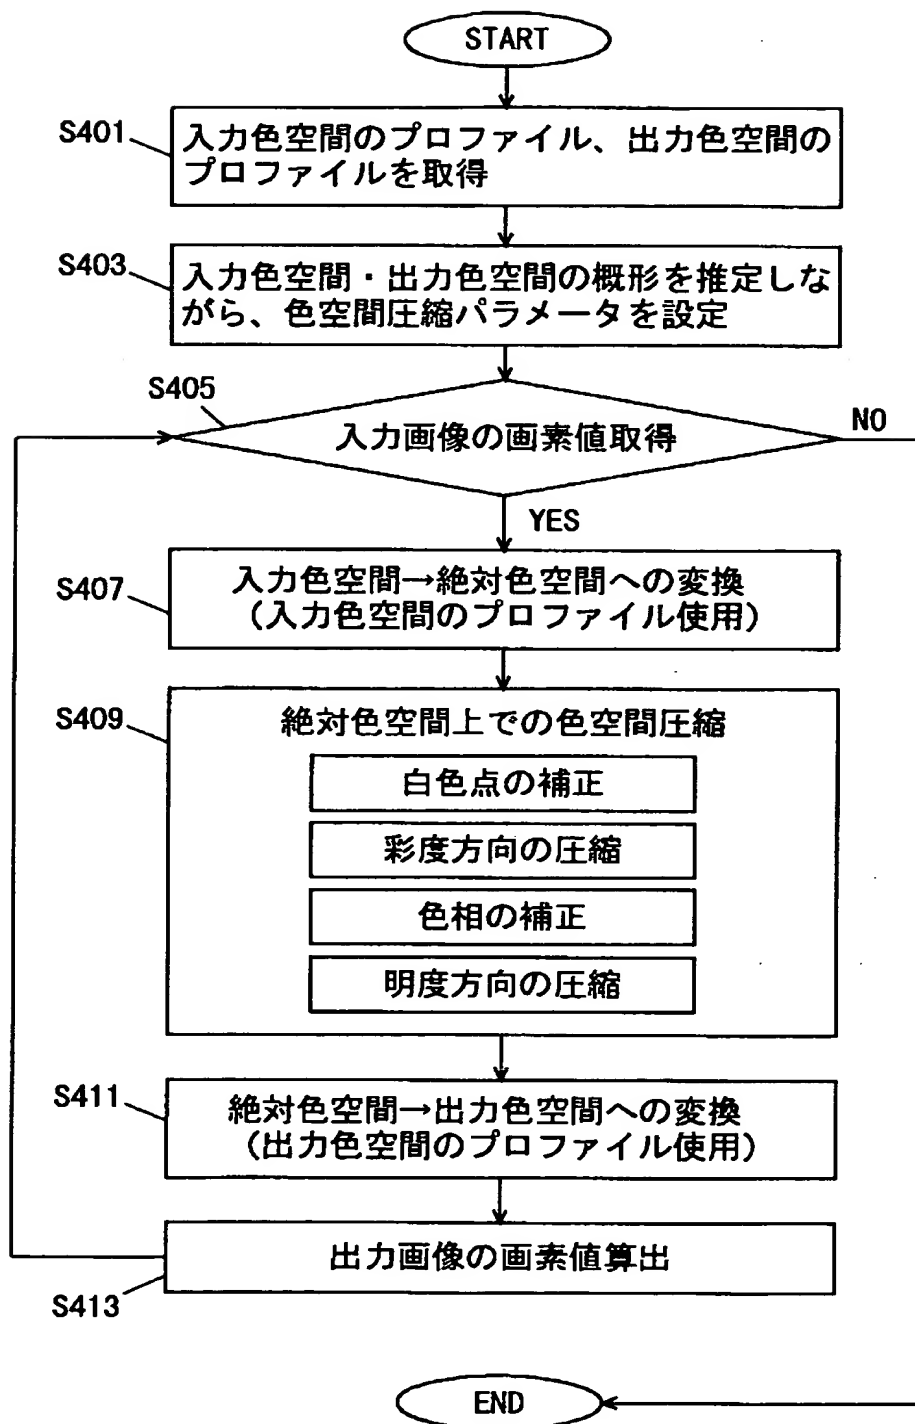 START
S401
入力色空間のプロファイル、出力色空間の
プロファイルを取得
S403
入力色空間・出力色空間の概形を推定しな
がら、色空間圧縮パラメータを設定
S405
入力画像の画素値取得
NO
YES
S407
入力色空間→絶対色空間への変換
（入力色空間のプロファイル使用）
S409
絶対色空間上での色空間圧縮
白色点の補正
彩度方向の圧縮
色相の補正
明度方向の圧縮
S411
絶対色空間→出力色空間への変換
（出力色空間のプロファイル使用）
出力画像の画素値算出
S413
END